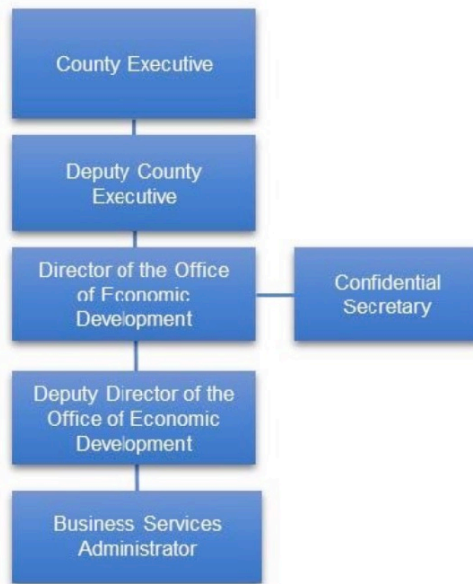 County Executive
Deputy County
Executive
Director of the Office
of Economic
Development
Confidential
Secretary
Deputy Director of the
Office of Economic
Development
Business Services
Administrator